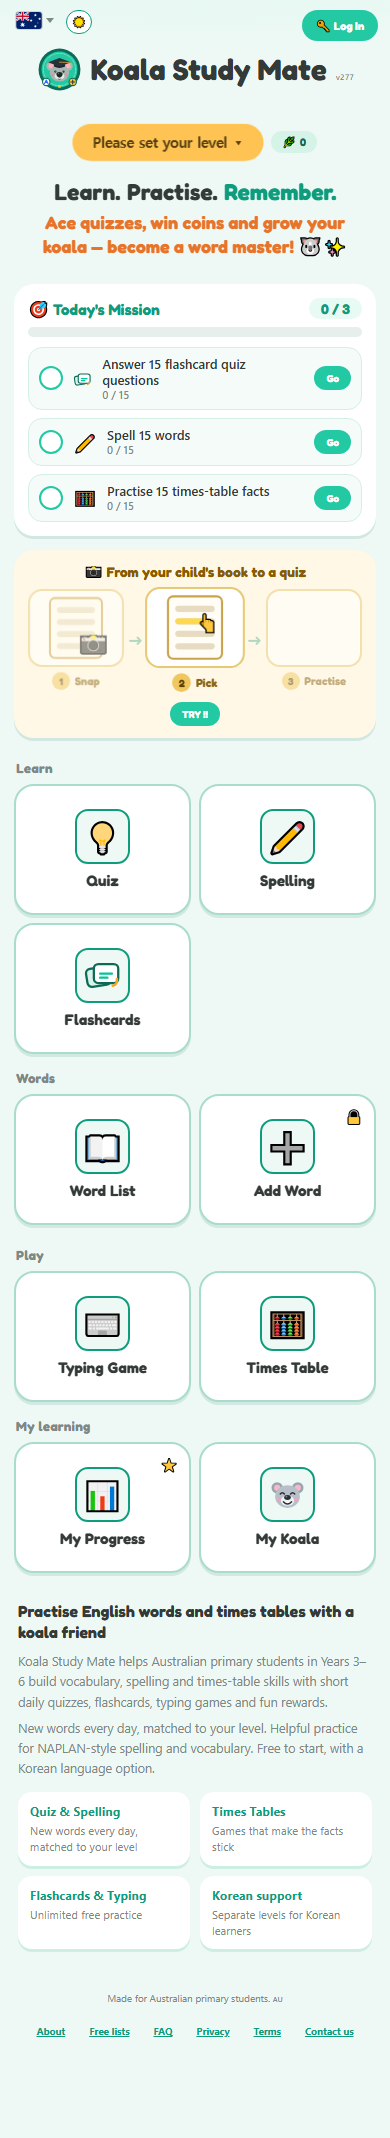 Log In
Koala Study Mate v277
Please set your level ▾
0
Learn. Practise. Remember.
Ace quizzes, win coins and grow your
koala – become a word master! 🐨✨
Today's Mission
0 / 3
Answer 15 flashcard quiz
questions
0 / 15
Go
Spell 15 words
0 / 15
Go
Practise 15 times-table facts
0 / 15
Go
From your child's book to a quiz
→
→
1 Snap
2 Pick
3 Practise
TRY !!
Learn
Quiz
Spelling
Flashcards
Words
Word List
Add Word
Play
Typing Game
Times Table
My learning
My Progress
My Koala
Practise English words and times tables with a
koala friend
Koala Study Mate helps Australian primary students in Years 3–
6 build vocabulary, spelling and times-table skills with short
daily quizzes, flashcards, typing games and fun rewards.
New words every day, matched to your level. Helpful practice
for NAPLAN-style spelling and vocabulary. Free to start, with a
Korean language option.
Quiz & Spelling
New words every day,
matched to your level
Times Tables
Games that make the facts
stick
Flashcards & Typing
Unlimited free practice
Korean support
Separate levels for Korean
learners
Made for Australian primary students. AU
About Free lists FAQ Privacy Terms Contact us